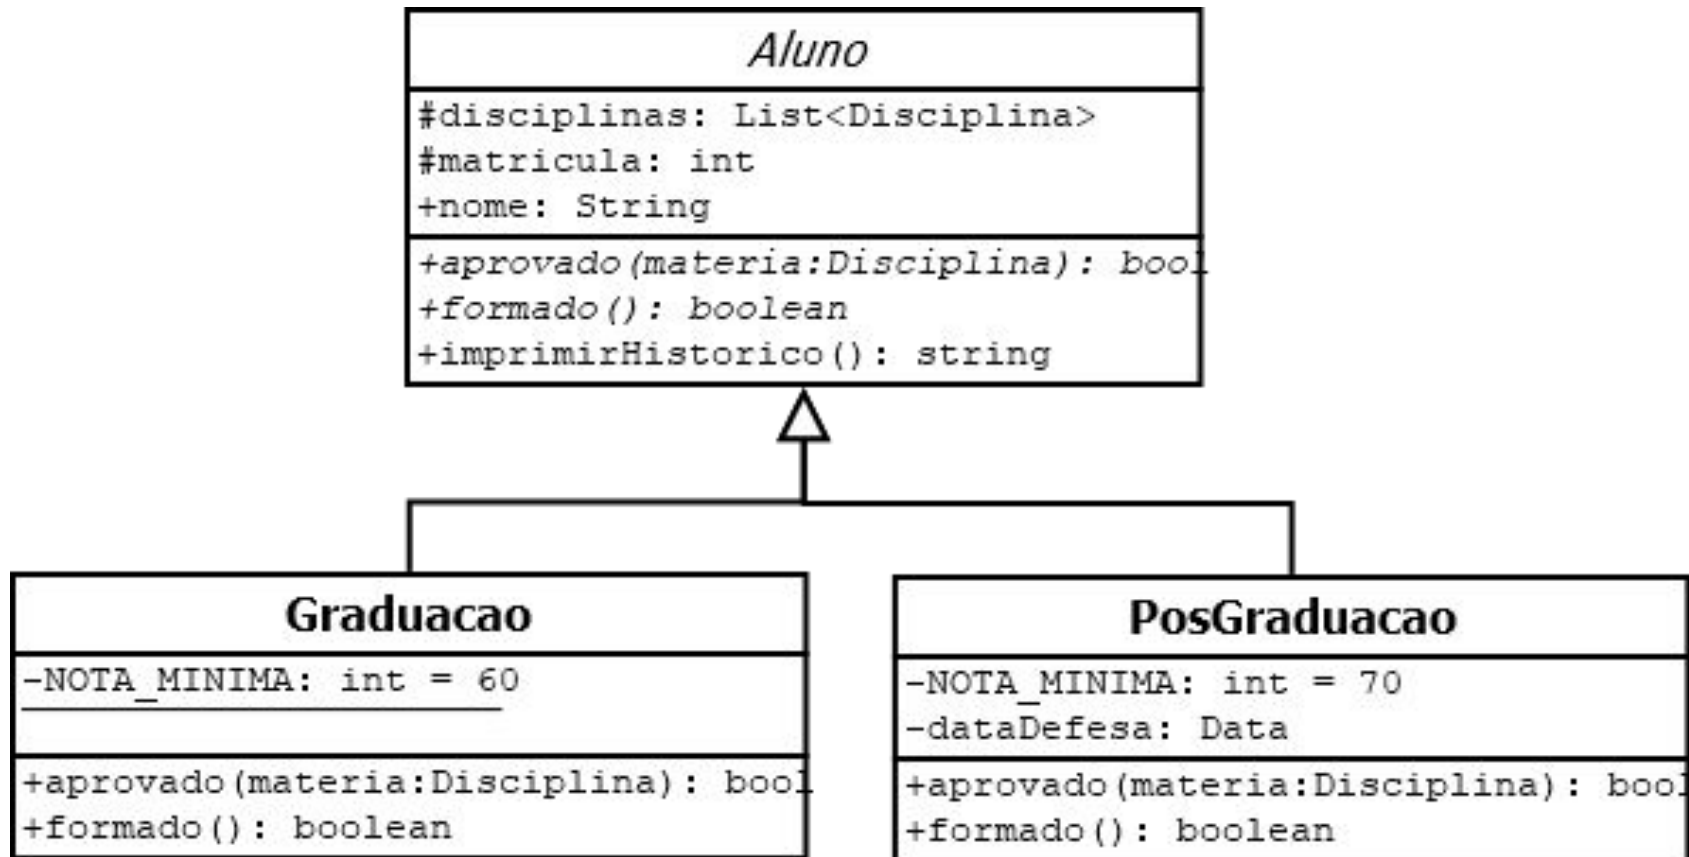 Aluno
#disciplinas: List<Disciplina>
#matricula: int
+nome: String
+aprovado(materia:Disciplina): bool
+formado(): boolean
+imprimirHistorico(): string
Graduacao
-NOTA_MINIMA: int = 60
+aprovado(materia:Disciplina): bool
+formado(): boolean
PosGraduacao
-NOTA_MINIMA: int = 70
-dataDefesa: Data
+aprovado(materia:Disciplina): bool
+formado(): boolean